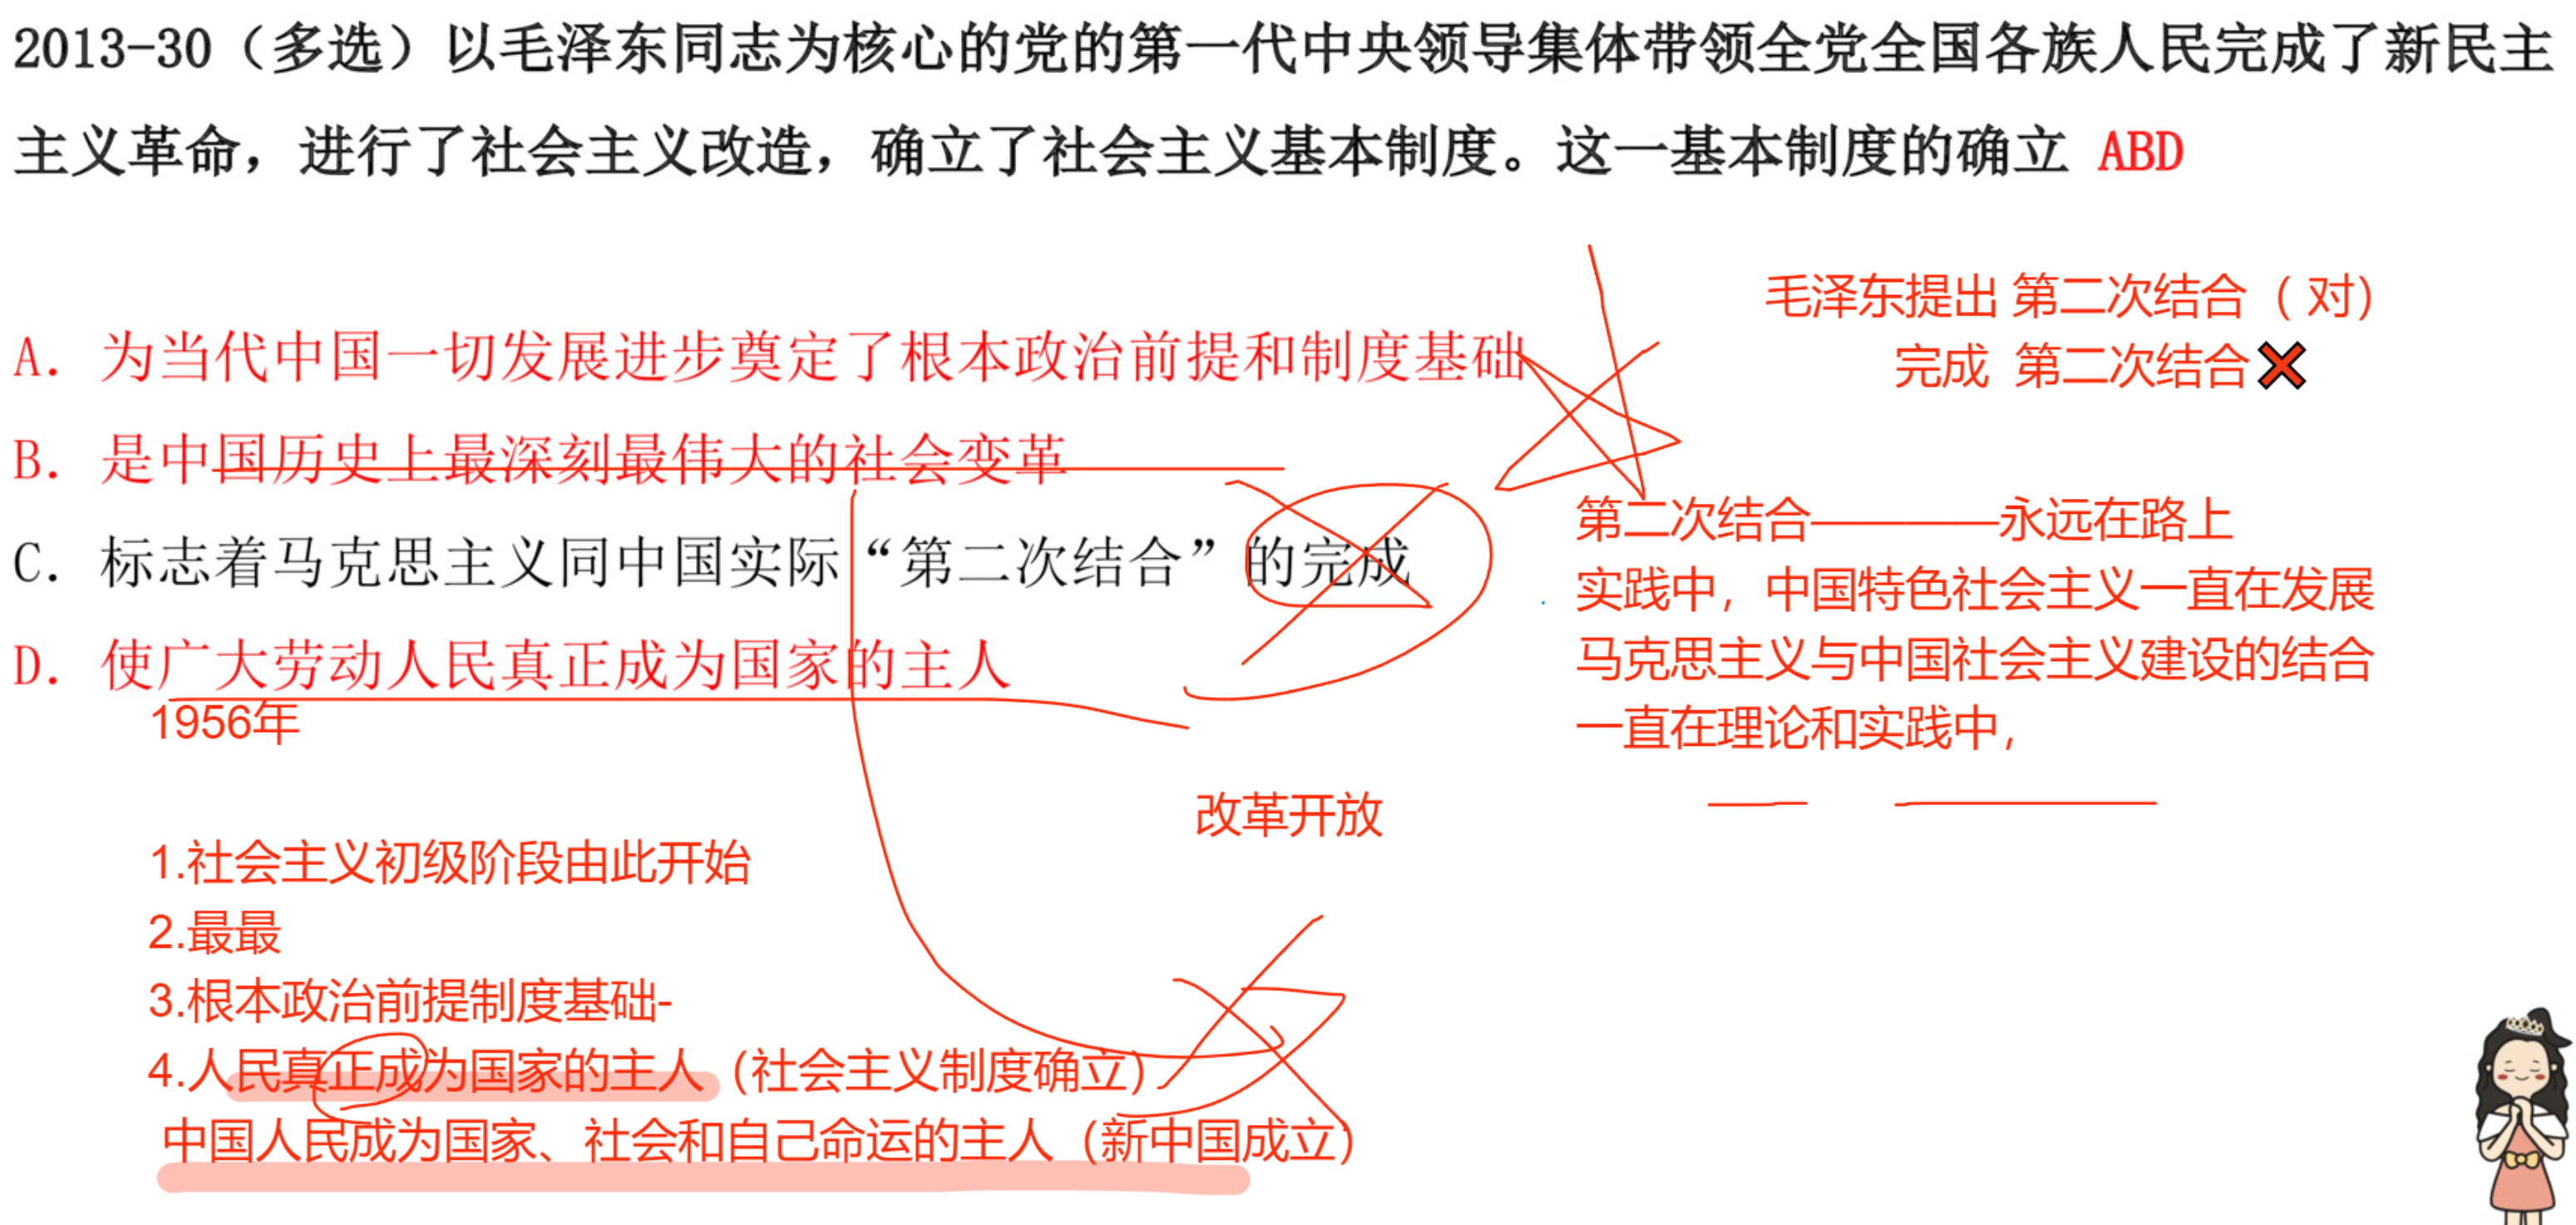 2013-30（多选）以毛泽东同志为核心的党的第一代中央领导集体带领全党全国各族人民完成了新民主
主义革命，进行了社会主义改造，确立了社会主义基本制度。这一基本制度的确立 ABD
毛泽东提出 第二次结合（ 对）
完成 第二次结合
A. 为当代中国一切发展进步奠定了根本政治前提和制度基础
B. 是中国历史上最深刻最伟大的社会变革
C. 标志着马克思主义同中国实际“第二次结合”的完成
D. 使广大劳动人民真正成为国家的主人
第二次结合————永远在路上
实践中，中国特色社会主义一直在发展
马克思主义与中国社会主义建设的结合
一直在理论和实践中，
1956年
改革开放
1.社会主义初级阶段由此开始
2.最最
3.根本政治前提制度基础-
4.人民真正成为国家的主人（社会主义制度确立）
中国人民成为国家、社会和自己命运的主人（新中国成立）